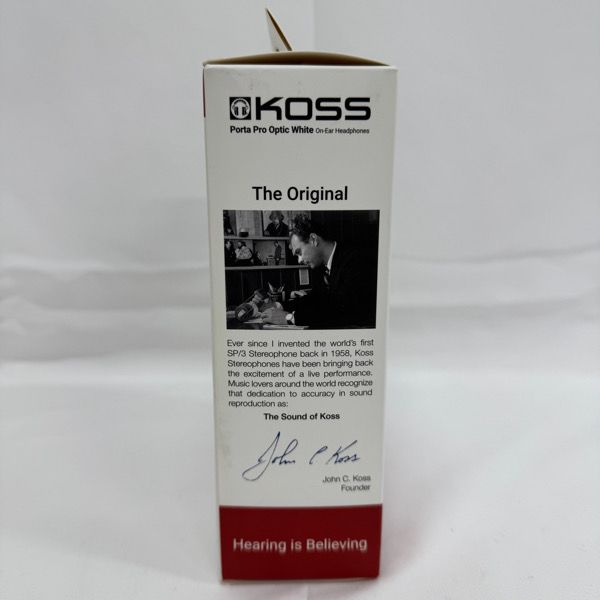 KOSS
Porta Pro Optic White On-Ear Headphones
The Original
Ever since I invented the world's first
SP/3 Stereophone back in 1958, Koss
Stereophones have been bringing back
the excitement of a live performance.
Music lovers around the world recognize
that dedication to accuracy in sound
reproduction as:
The Sound of Koss
John C Koss
John C. Koss
Founder
Hearing is Believing